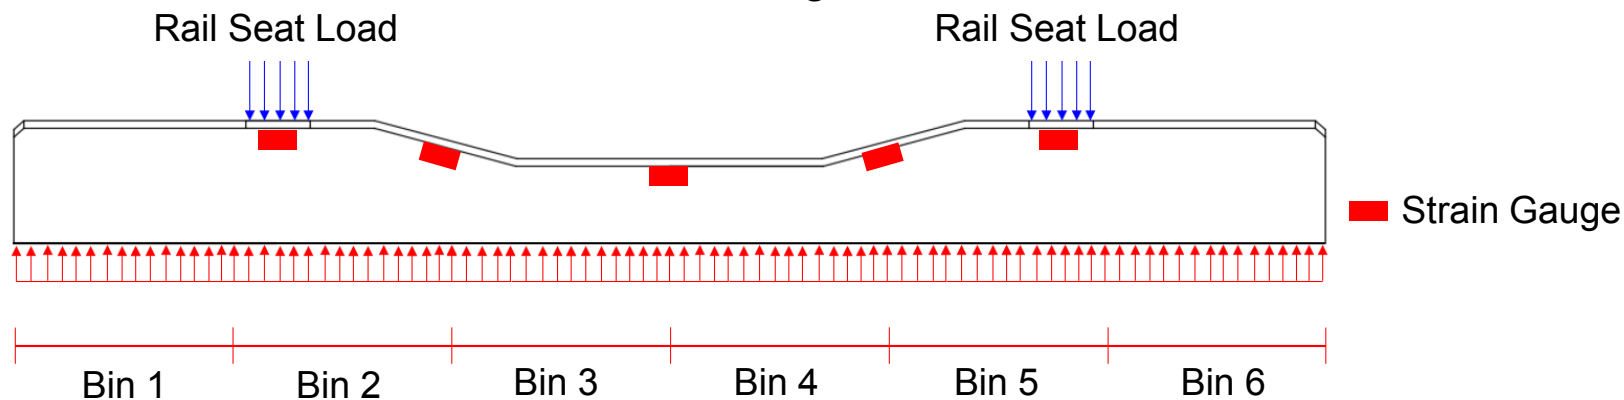 Rail Seat Load Rail Seat Load
Strain Gauge
Bin 1 Bin 2 Bin 3 Bin 4 Bin 5 Bin 6